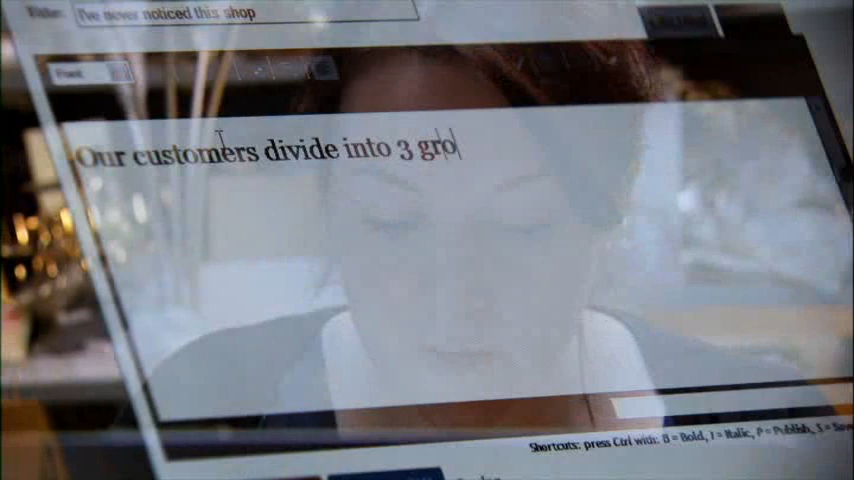 I've never noticed this shop
Font
Our customers divide into 3 gro
Shortcuts: press Ctrl with: B = Bold, I = Italic, P = Publish, S = Save